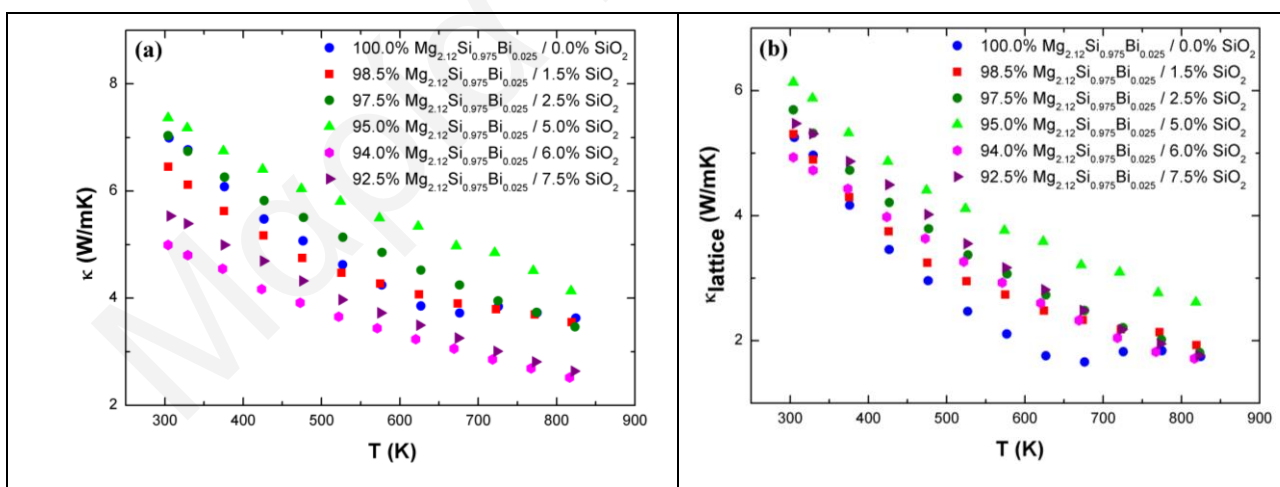 (a)
100.0% Mg2.12Si0.975Bi0.025 / 0.0% SiO2
98.5% Mg2.12Si0.975Bi0.025 / 1.5% SiO2
97.5% Mg2.12Si0.975Bi0.025 / 2.5% SiO2
95.0% Mg2.12Si0.975Bi0.025 / 5.0% SiO2
94.0% Mg2.12Si0.975Bi0.025 / 6.0% SiO2
92.5% Mg2.12Si0.975Bi0.025 / 7.5% SiO2
κ (W/mK)
8
6
4
2
300 400 500 600 700 800 900
T (K)
(b)
100.0% Mg2.12Si0.975Bi0.025 / 0.0% SiO2
98.5% Mg2.12Si0.975Bi0.025 / 1.5% SiO2
97.5% Mg2.12Si0.975Bi0.025 / 2.5% SiO2
95.0% Mg2.12Si0.975Bi0.025 / 5.0% SiO2
94.0% Mg2.12Si0.975Bi0.025 / 6.0% SiO2
92.5% Mg2.12Si0.975Bi0.025 / 7.5% SiO2
κlattice (W/mK)
6
4
2
300 400 500 600 700 800 900
T (K)